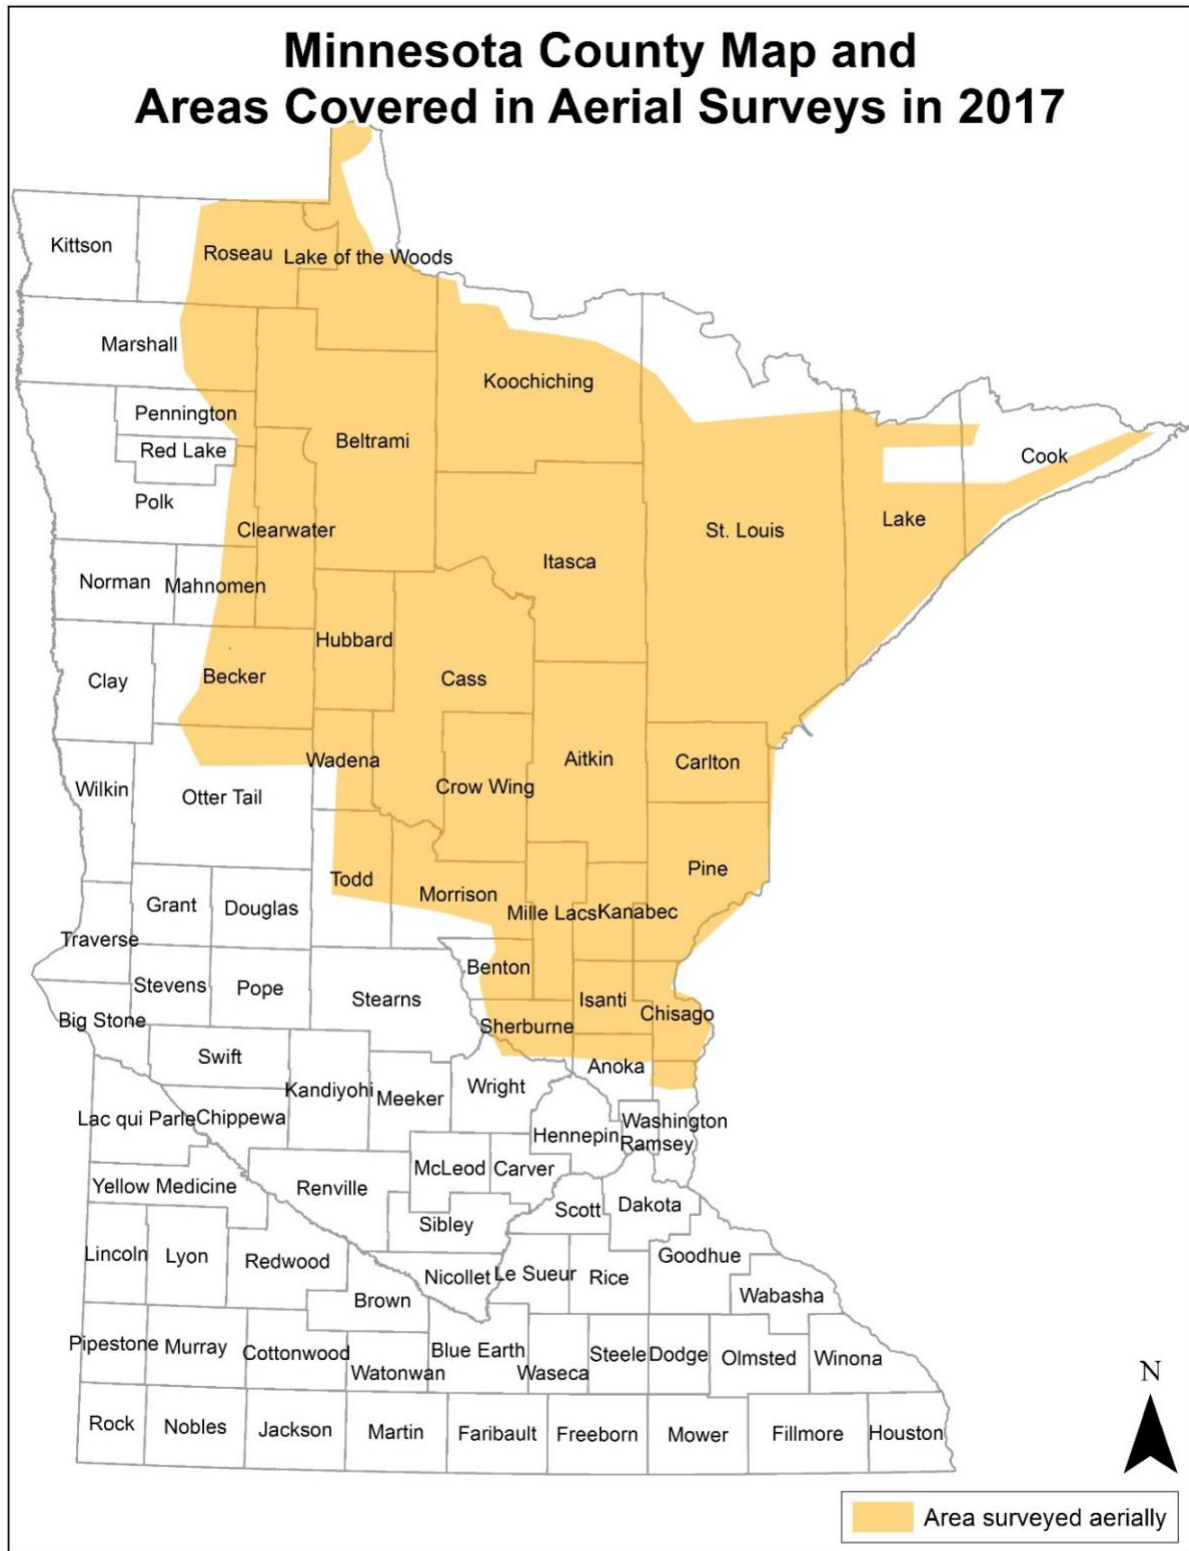 Minnesota County Map and
Areas Covered in Aerial Surveys in 2017
Kittson
Roseau
Lake of the Woods
Marshall
Koochiching
Pennington
Beltrami
Red Lake
Cook
Polk
Clearwater
St. Louis
Lake
Itasca
Norman
Mahnomen
Hubbard
Clay
Becker
Cass
Wadena
Aitkin
Carlton
Wilkin
Otter Tail
Crow Wing
Todd
Pine
Morrison
Grant
Douglas
Mille Lacs
Kanabec
Traverse
Benton
Stevens
Pope
Stearns
Isanti
Chisago
Big Stone
Sherburne
Swift
Anoka
Kandiyohi
Meeker
Wright
Lac qui Parle
Chippewa
Washington
Hennepin
Ramsey
McLeod
Carver
Yellow Medicine
Renville
Scott
Dakota
Sibley
Lincoln
Lyon
Redwood
Goodhue
Nicollet
Le Sueur
Rice
Brown
Wabasha
Pipestone
Murray
Cottonwood
Watonwan
Blue Earth
Waseca
Steele
Dodge
Olmsted
Winona
N
Rock
Nobles
Jackson
Martin
Faribault
Freeborn
Mower
Fillmore
Houston
Area surveyed aerially